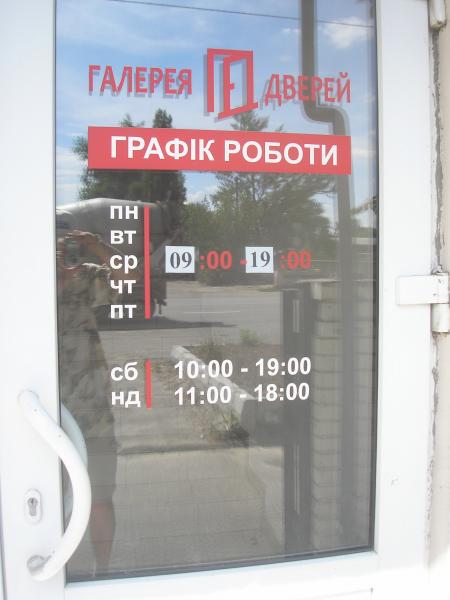 ГАЛЕРЕЯ ДВЕРЕЙ
ГРАФІК РОБОТИ
ПН
ВТ
СР 09:00 - 19:00
ЧТ
ПТ
СБ 10:00 - 19:00
НД 11:00 - 18:00